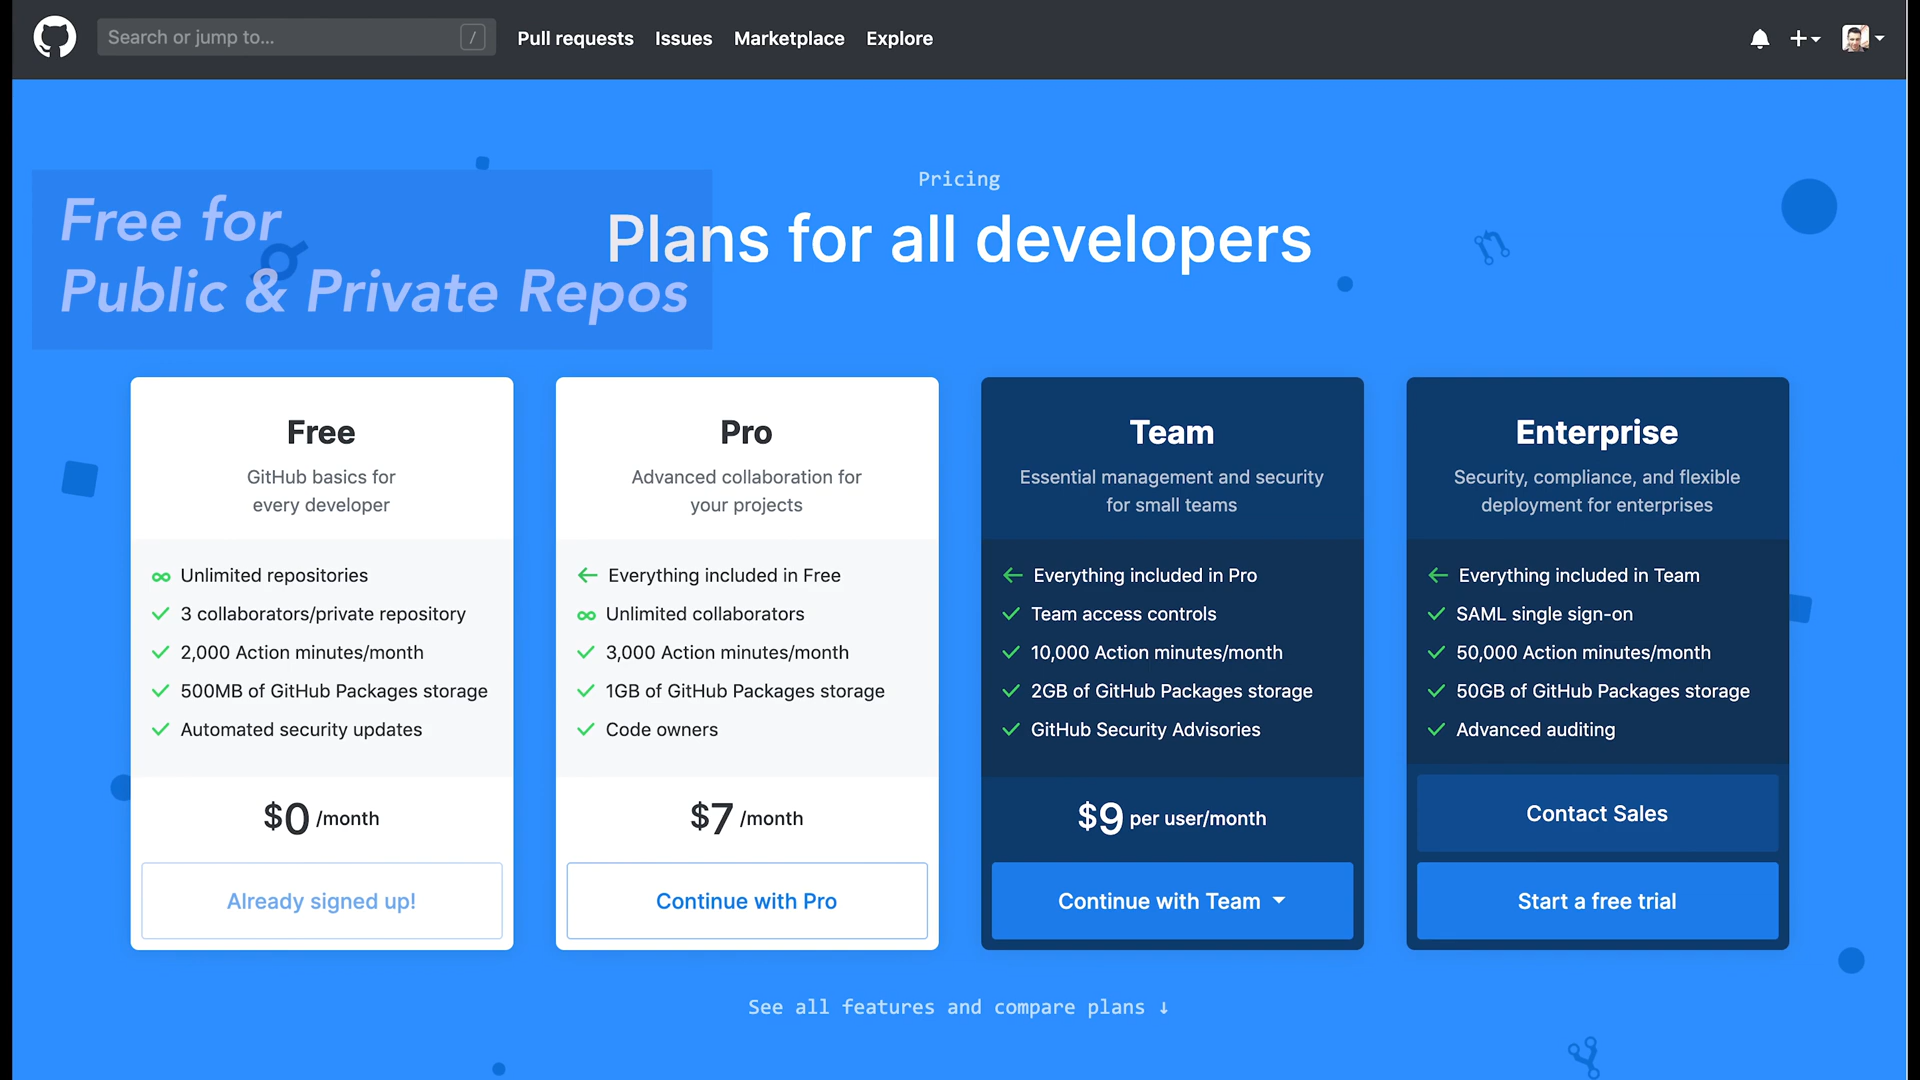 Search or jump to...
/
Pull requests
Issues
Marketplace
Explore
Pricing
Plans for all developers
Free for
Public & Private Repos
Free
GitHub basics for
every developer
∞ Unlimited repositories
✓ 3 collaborators/private repository
✓ 2,000 Action minutes/month
✓ 500MB of GitHub Packages storage
✓ Automated security updates
$0 /month
Already signed up!
Pro
Advanced collaboration for
your projects
← Everything included in Free
∞ Unlimited collaborators
✓ 3,000 Action minutes/month
✓ 1GB of GitHub Packages storage
✓ Code owners
$7 /month
Continue with Pro
Team
Essential management and security
for small teams
← Everything included in Pro
✓ Team access controls
✓ 10,000 Action minutes/month
✓ 2GB of GitHub Packages storage
✓ GitHub Security Advisories
$9 per user/month
Continue with Team
Enterprise
Security, compliance, and flexible
deployment for enterprises
← Everything included in Team
✓ SAML single sign-on
✓ 50,000 Action minutes/month
✓ 50GB of GitHub Packages storage
✓ Advanced auditing
Contact Sales
Start a free trial
See all features and compare plans ↓